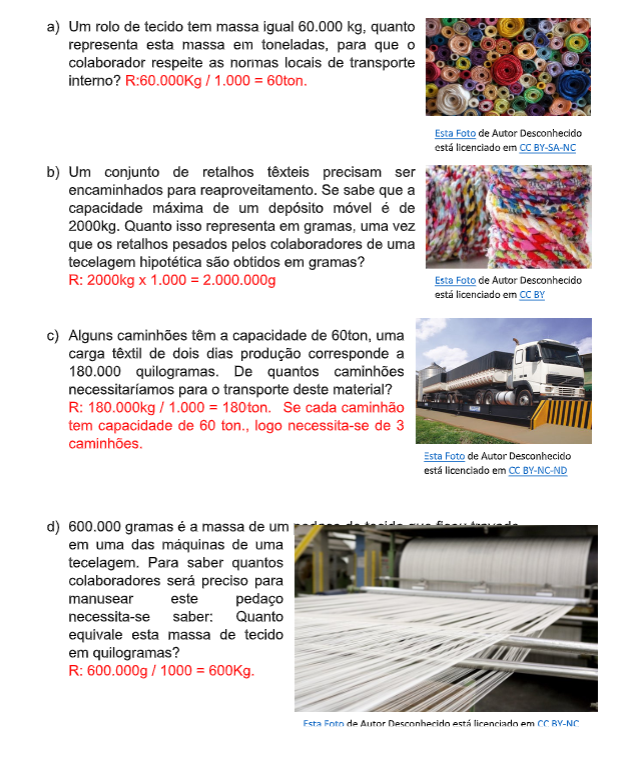 a) Um rolo de tecido tem massa igual 60.000 kg, quanto
representa esta massa em toneladas, para que o
colaborador respeite as normas locais de transporte
interno? R:60.000Kg / 1.000 = 60ton.
Esta Foto de Autor Desconhecido
está licenciado em CC BY-SA-NC
b) Um conjunto de retalhos têxteis precisam ser
encaminhados para reaproveitamento. Se sabe que a
capacidade máxima de um depósito móvel é de
2000kg. Quanto isso representa em gramas, uma vez
que os retalhos pesados pelos colaboradores de uma
tecelagem hipotética são obtidos em gramas?
R: 2000kg x 1.000 = 2.000.000g
Esta Foto de Autor Desconhecido
está licenciado em CC BY
c) Alguns caminhões têm a capacidade de 60ton, uma
carga têxtil de dois dias produção corresponde a
180.000 quilogramas. De quantos caminhões
necessitaríamos para o transporte deste material?
R: 180.000kg / 1.000 = 180ton. Se cada caminhão
tem capacidade de 60 ton., logo necessita-se de 3
caminhões.
Esta Foto de Autor Desconhecido
está licenciado em CC BY-NC-ND
d) 600.000 gramas é a massa de um pedaço de tecido que ficou travado
em uma das máquinas de uma
tecelagem. Para saber quantos
colaboradores será preciso para
manusear este pedaço
necessita-se saber: Quanto
equivale esta massa de tecido
em quilogramas?
R: 600.000g / 1000 = 600Kg.
Esta Foto de Autor Desconhecido está licenciado em CC BY-NC